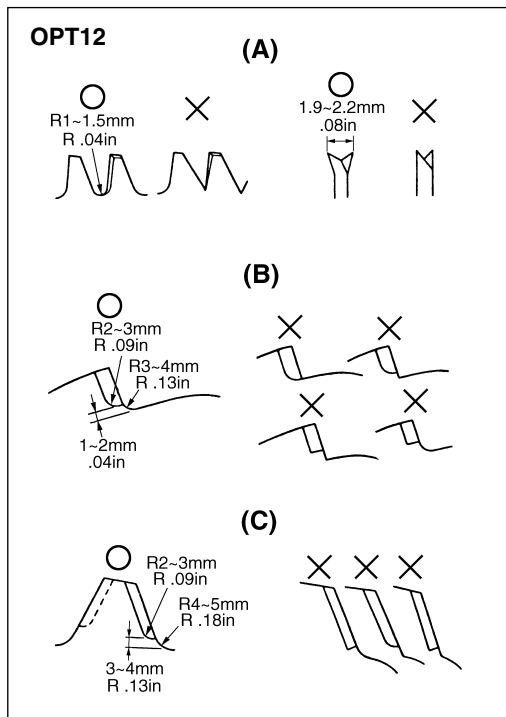 OPT12
(A)
R1~1.5mm
R .04in
1.9~2.2mm
.08in
(B)
R2~3mm
R .09in
R3~4mm
R .13in
1~2mm
.04in
(C)
R2~3mm
R .09in
R4~5mm
R .18in
3~4mm
R .13in